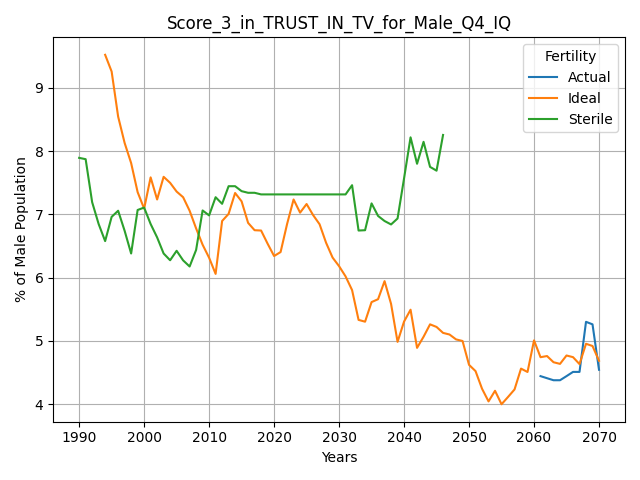 Score_3_in_TRUST_IN_TV_for_Male_Q4_IQ
Fertility
Actual
Ideal
Sterile
% of Male Population
9
8
7
6
5
4
1990 2000 2010 2020 2030 2040 2050 2060 2070
Years